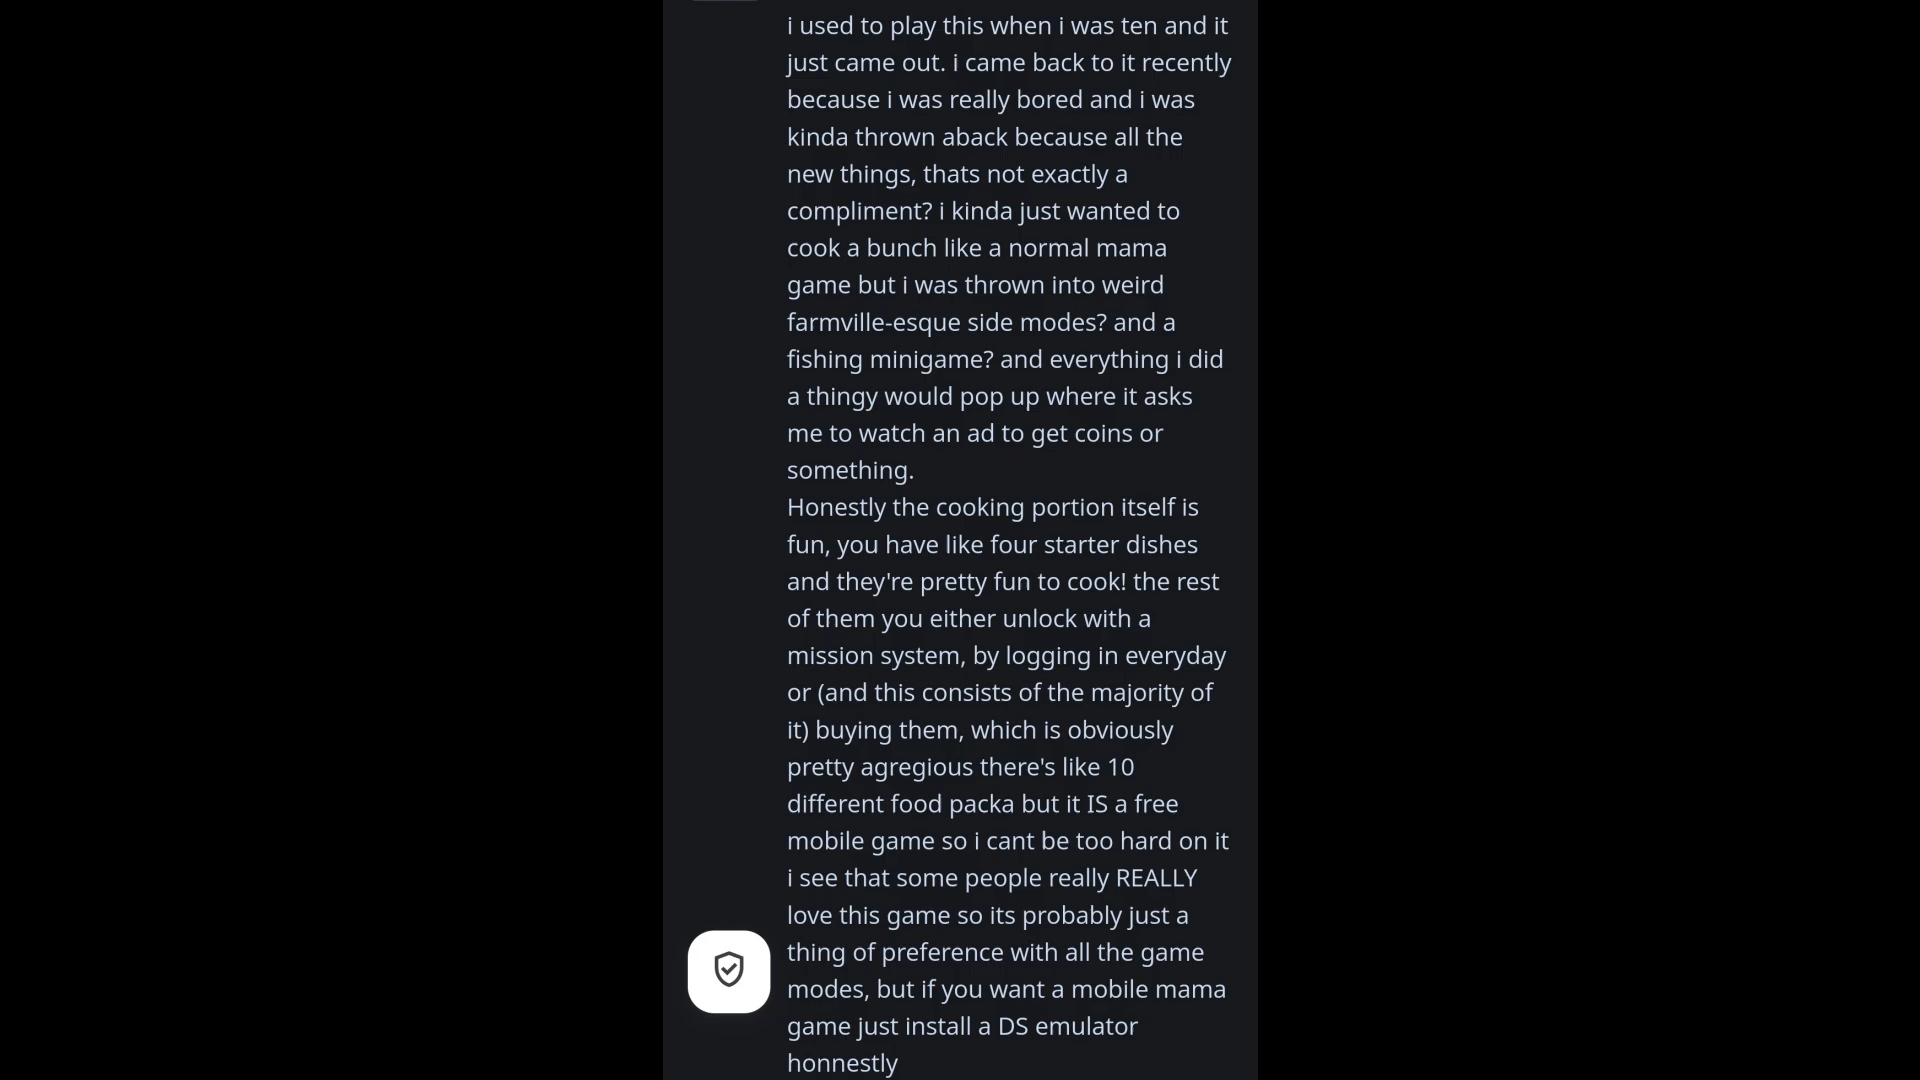 i used to play this when i was ten and it
just came out. i came back to it recently
because i was really bored and i was
kinda thrown aback because all the
new things, thats not exactly a
compliment? i kinda just wanted to
cook a bunch like a normal mama
game but i was thrown into weird
farmville-esque side modes? and a
fishing minigame? and everything i did
a thingy would pop up where it asks
me to watch an ad to get coins or
something.
Honestly the cooking portion itself is
fun, you have like four starter dishes
and they're pretty fun to cook! the rest
of them you either unlock with a
mission system, by logging in everyday
or (and this consists of the majority of
it) buying them, which is obviously
pretty agregious there's like 10
different food packa but it IS a free
mobile game so i cant be too hard on it
i see that some people really REALLY
love this game so its probably just a
thing of preference with all the game
modes, but if you want a mobile mama
game just install a DS emulator
honnestly